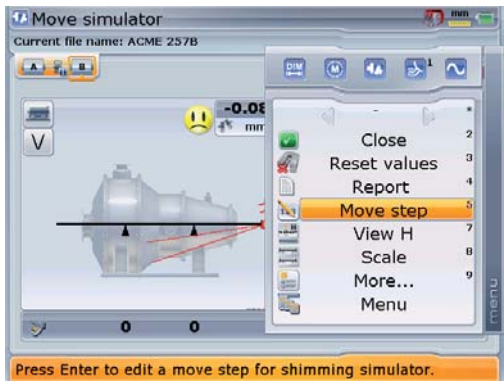 Move simulator
mm
Current file name: ACME 257B
A
B
DIM
M
1
V
-0.08
mm
-
*
Close
2
Reset values
3
Report
4
Move step
5
View H
7
Scale
8
More...
9
Menu
menu
0
0
Press Enter to edit a move step for shimming simulator.